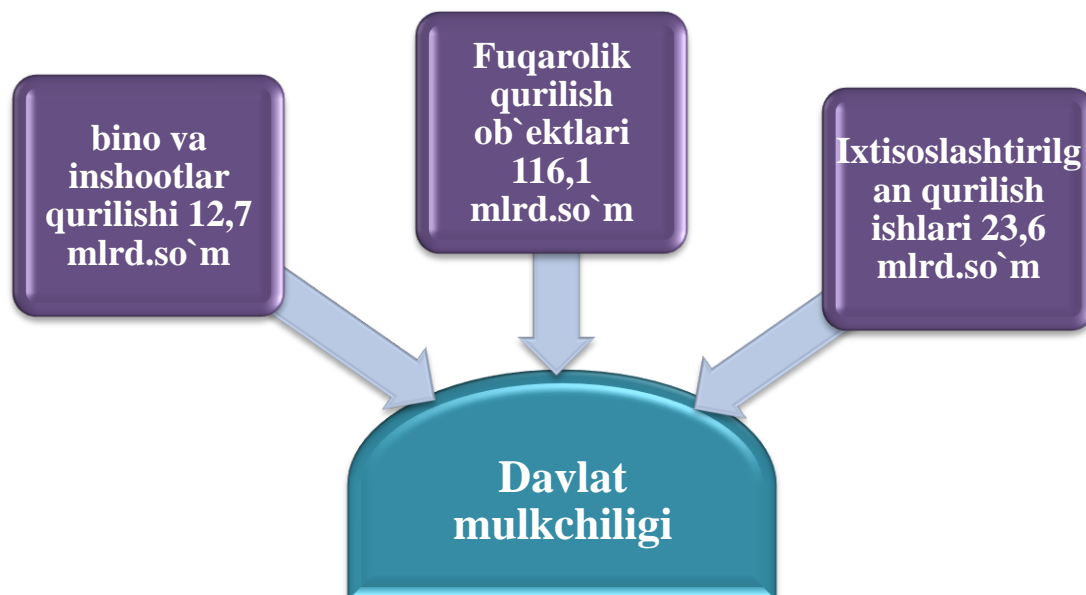 bino va
inshootlar
qurilishi 12,7
mlrd.so`m
Fuqarolik
qurilish
ob`ektlari
116,1
mlrd.so`m
Ixtisoslashtirilg
an qurilish
ishlari 23,6
mlrd.so`m
Davlat
mulkchiligi